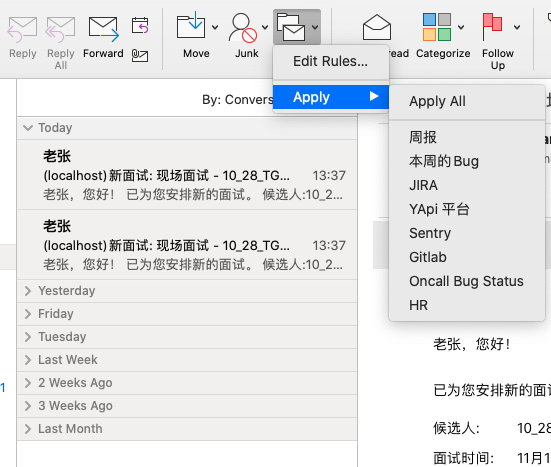 Reply
Reply All
Forward
Move
Junk
read
Categorize
Follow Up
Edit Rules...
Apply
Apply All
周报
本周的Bug
JIRA
YApi 平台
Sentry
Gitlab
Oncall Bug Status
HR
By: Convers
Today
老张
(localhost)新面试: 现场面试 - 10_28_TG... 13:37
老张，您好！ 已为您安排新的面试。候选人:10_2...
老张
(localhost)新面试: 现场面试 - 10_28_TG... 13:37
老张，您好！ 已为您安排新的面试。候选人:10_2...
Yesterday
Friday
Tuesday
Last Week
2 Weeks Ago
3 Weeks Ago
Last Month
1
老张，您好！
已为您安排新的面试
候选人: 10_28
面试时间: 11月1